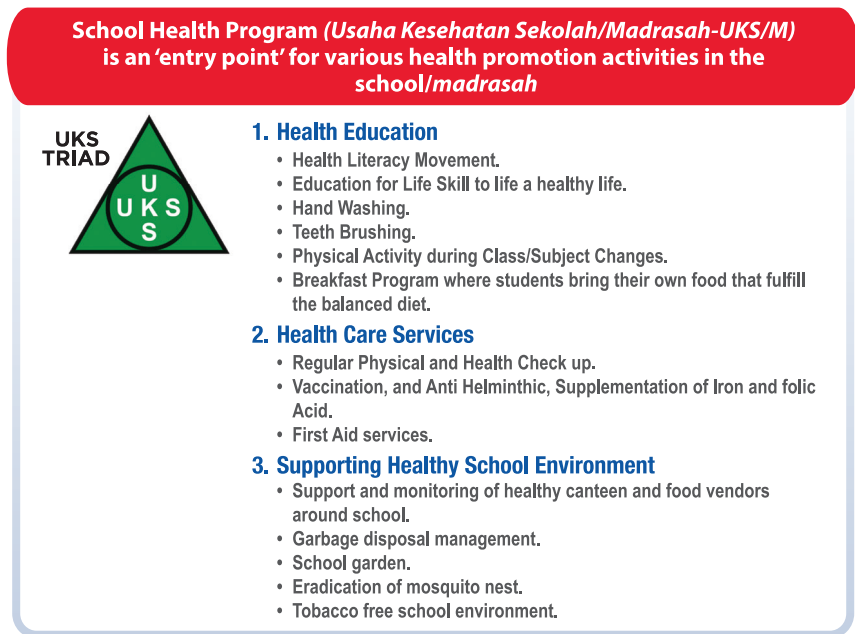 School Health Program (Usaha Kesehatan Sekolah/Madrasah-UKS/M)
is an ‘entry point’ for various health promotion activities in the
school/madrasah
UKS
TRIAD
U
U K S
S
1. Health Education
• Health Literacy Movement.
• Education for Life Skill to life a healthy life.
• Hand Washing.
• Teeth Brushing.
• Physical Activity during Class/Subject Changes.
• Breakfast Program where students bring their own food that fulfill
the balanced diet.
2. Health Care Services
• Regular Physical and Health Check up.
• Vaccination, and Anti Helminthic, Supplementation of Iron and folic
Acid.
• First Aid services.
3. Supporting Healthy School Environment
• Support and monitoring of healthy canteen and food vendors
around school.
• Garbage disposal management.
• School garden.
• Eradication of mosquito nest.
• Tobacco free school environment.